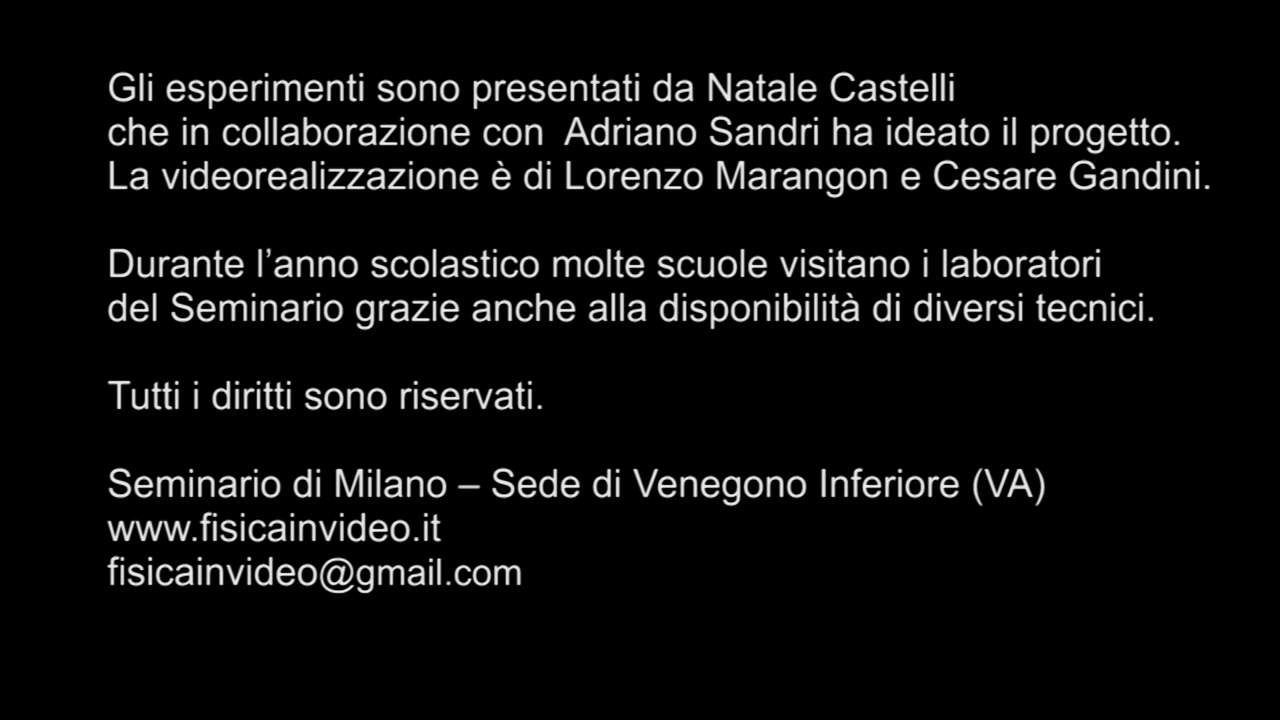 Gli esperimenti sono presentati da Natale Castelli
che in collaborazione con  Adriano Sandri ha ideato il progetto.
La videorealizzazione è di Lorenzo Marangon e Cesare Gandini.
Durante l’anno scolastico molte scuole visitano i laboratori
del Seminario grazie anche alla disponibilità di diversi tecnici.
Tutti i diritti sono riservati.
Seminario di Milano – Sede di Venegono Inferiore (VA)
www.fisicainvideo.it
fisicainvideo@gmail.com